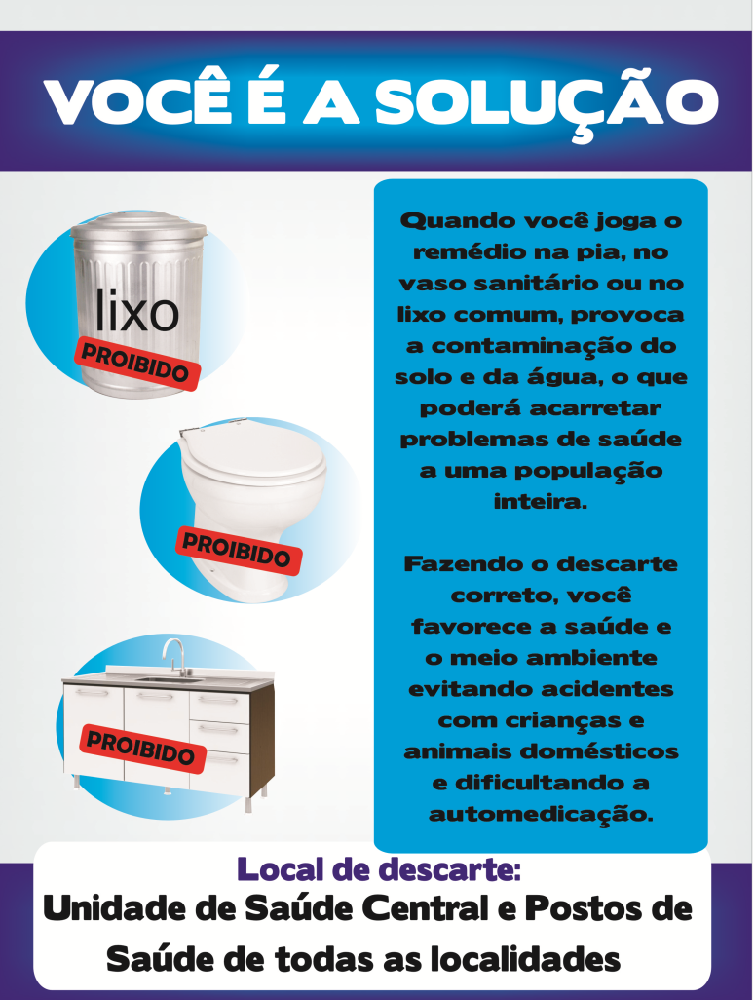 VOCÊ É A SOLUÇÃO
lixo
PROIBIDO
PROIBIDO
PROIBIDO
Quando você joga o
remédio na pia, no
vaso sanitário ou no
lixo comum, provoca
a contaminação do
solo e da água, o que
poderá acarretar
problemas de saúde
a uma população
inteira.
Fazendo o descarte
correto, você
favorece a saúde e
o meio ambiente
evitando acidentes
com crianças e
animais domésticos
e dificultando a
automedicação.
Local de descarte:
Unidade de Saúde Central e Postos de
Saúde de todas as localidades